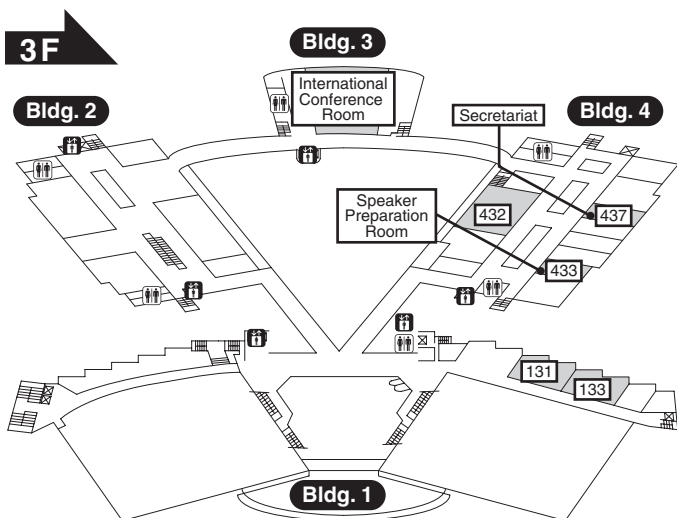 3F
Bldg. 3
International
Conference
Room
Bldg. 2
Bldg. 4
Secretariat
Speaker
Preparation
Room
432
437
433
131
133
Bldg. 1